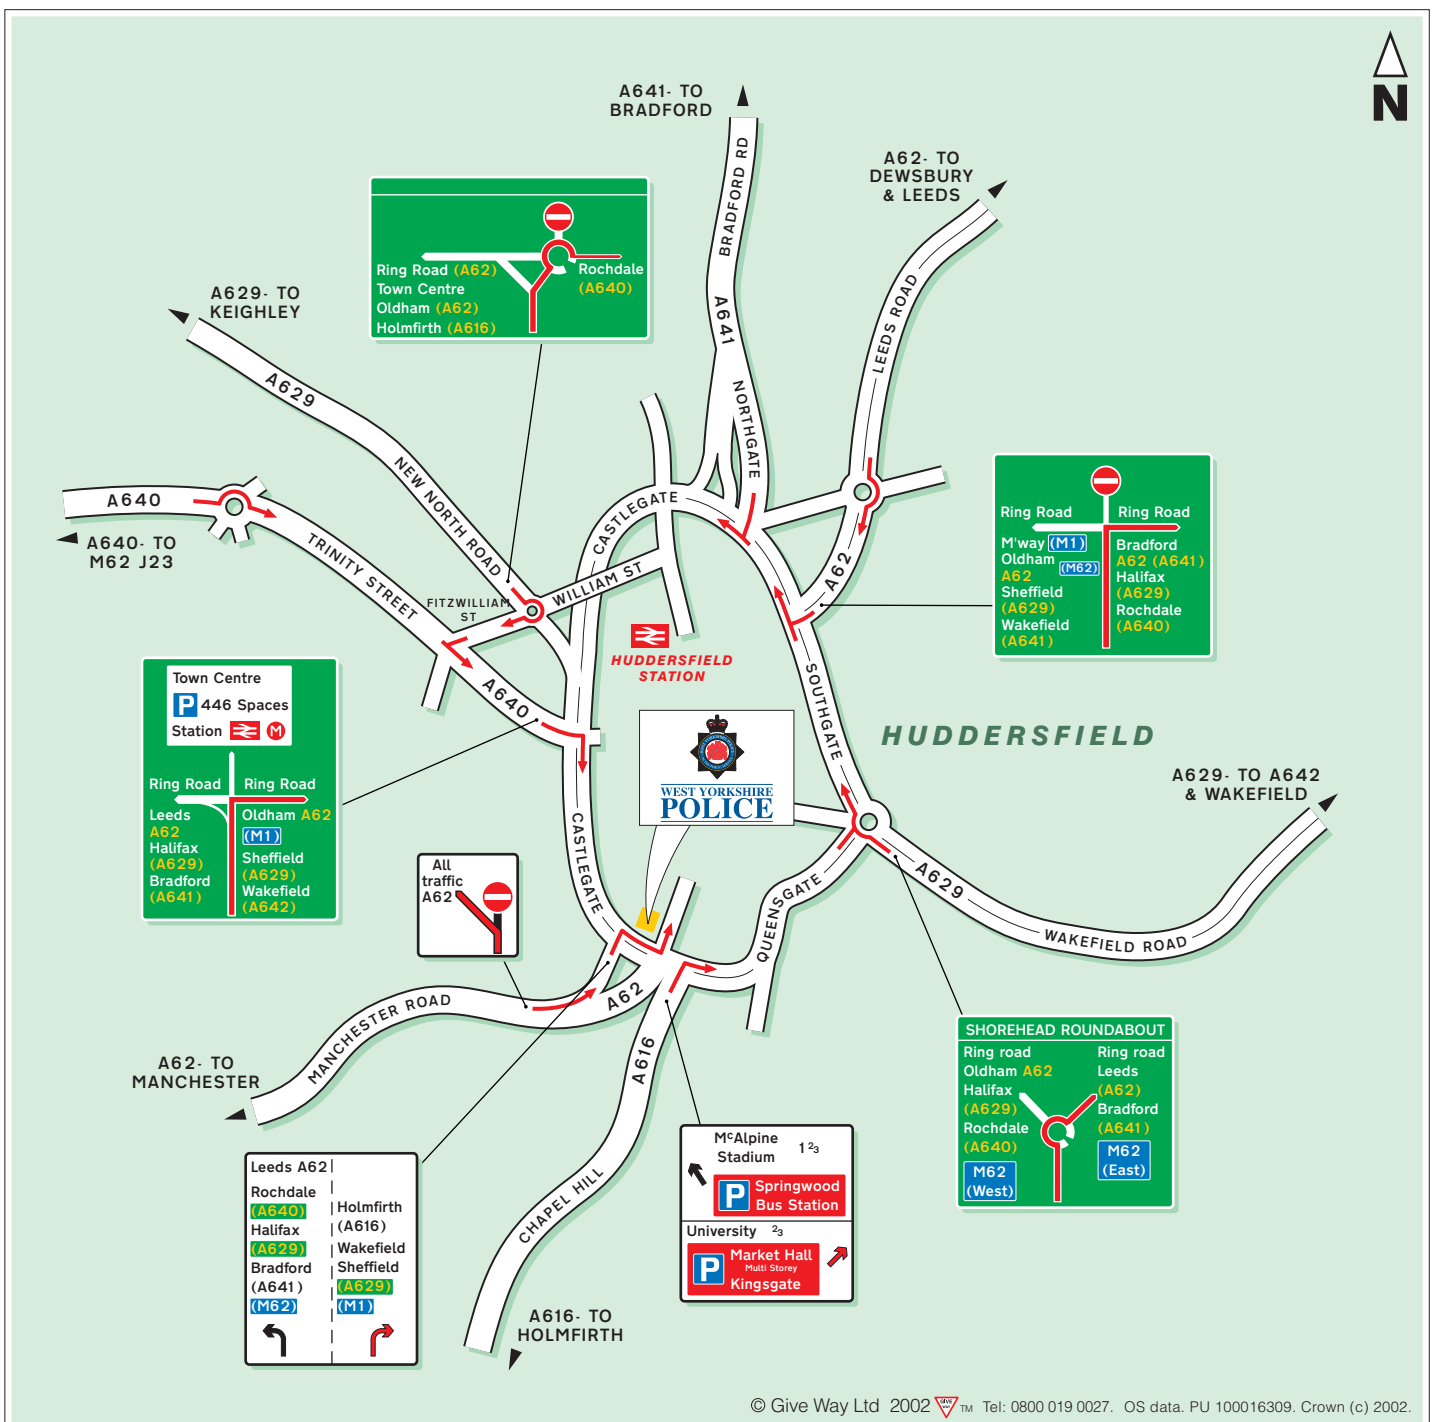 N
A641- TO
BRADFORD
A62- TO
DEWSBURY
& LEEDS
BRADFORD RD
A641
NORTHGATE
LEEDS ROAD
A62
Ring Road (A62)
Town Centre
Oldham (A62)
Holmfirth (A616)
Rochdale
(A640)
A629- TO
KEIGHLEY
A629
NEW NORTH ROAD
A640
A640- TO
M62 J23
TRINITY STREET
FITZWILLIAM
ST
WILLIAM ST
CASTLEGATE
A640
HUDDERSFIELD
STATION
Ring Road
M'way (M1)
Oldham (M62)
A62
Sheffield
(A629)
Wakefield
(A641)
Ring Road
Bradford
A62 (A641)
Halifax
(A629)
Rochdale
(A640)
SOUTHGATE
HUDDERSFIELD
Town Centre
P 446 Spaces
Station M
Ring Road
Leeds
A62
Halifax
(A629)
Bradford
(A641)
Ring Road
Oldham A62
(M1)
Sheffield
(A629)
Wakefield
(A642)
WEST YORKSHIRE
POLICE
A629- TO A642
& WAKEFIELD
CASTLEGATE
All
traffic
A62
QUEENSGATE
A629
WAKEFIELD ROAD
MANCHESTER ROAD
A62
A62- TO
MANCHESTER
A616
CHAPEL HILL
A616- TO
HOLMFIRTH
SHOREHEAD ROUNDABOUT
Ring road
Oldham A62
Halifax
(A629)
Rochdale
(A640)
M62
(West)
Ring road
Leeds
(A62)
Bradford
(A641)
M62
(East)
Leeds A62
Rochdale
(A640)
Halifax
(A629)
Bradford
(A641)
(M62)
Holmfirth
(A616)
Wakefield
Sheffield
(A629)
(M1)
McAlpine
Stadium 1 23
P Springwood
Bus Station
University 23
P Market Hall
Multi Storey
Kingsgate
© Give Way Ltd 2002 GIVE WAY TM Tel: 0800 019 0027. OS data. PU 100016309. Crown (c) 2002.